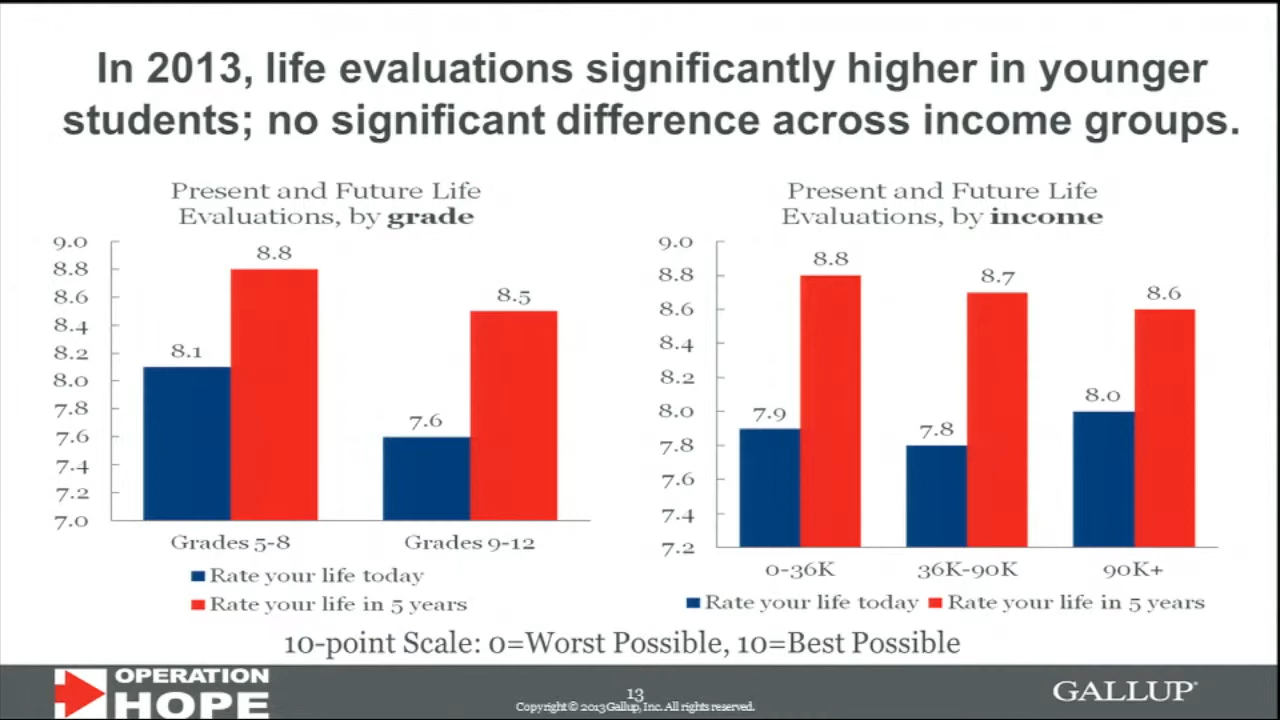 In 2013, life evaluations significantly higher in younger
students; no significant difference across income groups.
Present and Future Life
Evaluations, by grade
9.0
8.8
8.6
8.4
8.2
8.0
7.8
7.6
7.4
7.2
7.0
8.1
8.8
7.6
8.5
Grades 5-8
Grades 9-12
Rate your life today
Rate your life in 5 years
Present and Future Life
Evaluations, by income
9.0
8.8
8.6
8.4
8.2
8.0
7.8
7.6
7.4
7.2
7.9
8.8
7.8
8.7
8.0
8.6
0-36K
36K-90K
90K+
Rate your life today
Rate your life in 5 years
10-point Scale: 0=Worst Possible, 10=Best Possible
OPERATION
HOPE
13
Copyright © 2013 Gallup, Inc. All rights reserved.
GALLUP®